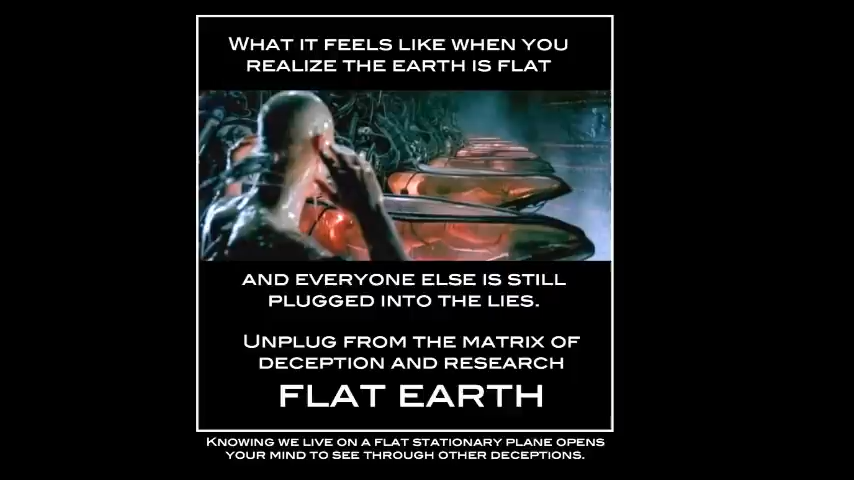 What it feels like when you
realize the earth is flat
and everyone else is still
plugged into the lies.
Unplug from the matrix of
deception and research
FLAT EARTH
Knowing we live on a flat stationary plane opens
your mind to see through other deceptions.